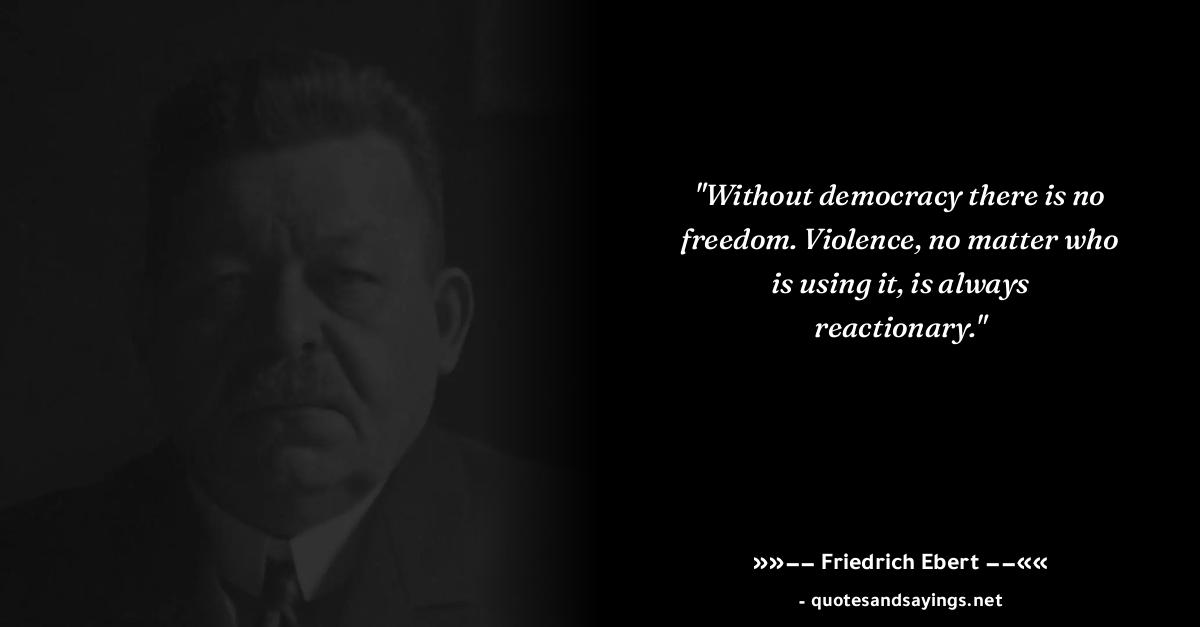 "Without democracy there is no
freedom. Violence, no matter who
is using it, is always
reactionary."
»»−− Friedrich Ebert −−««
- quotesandsayings.net